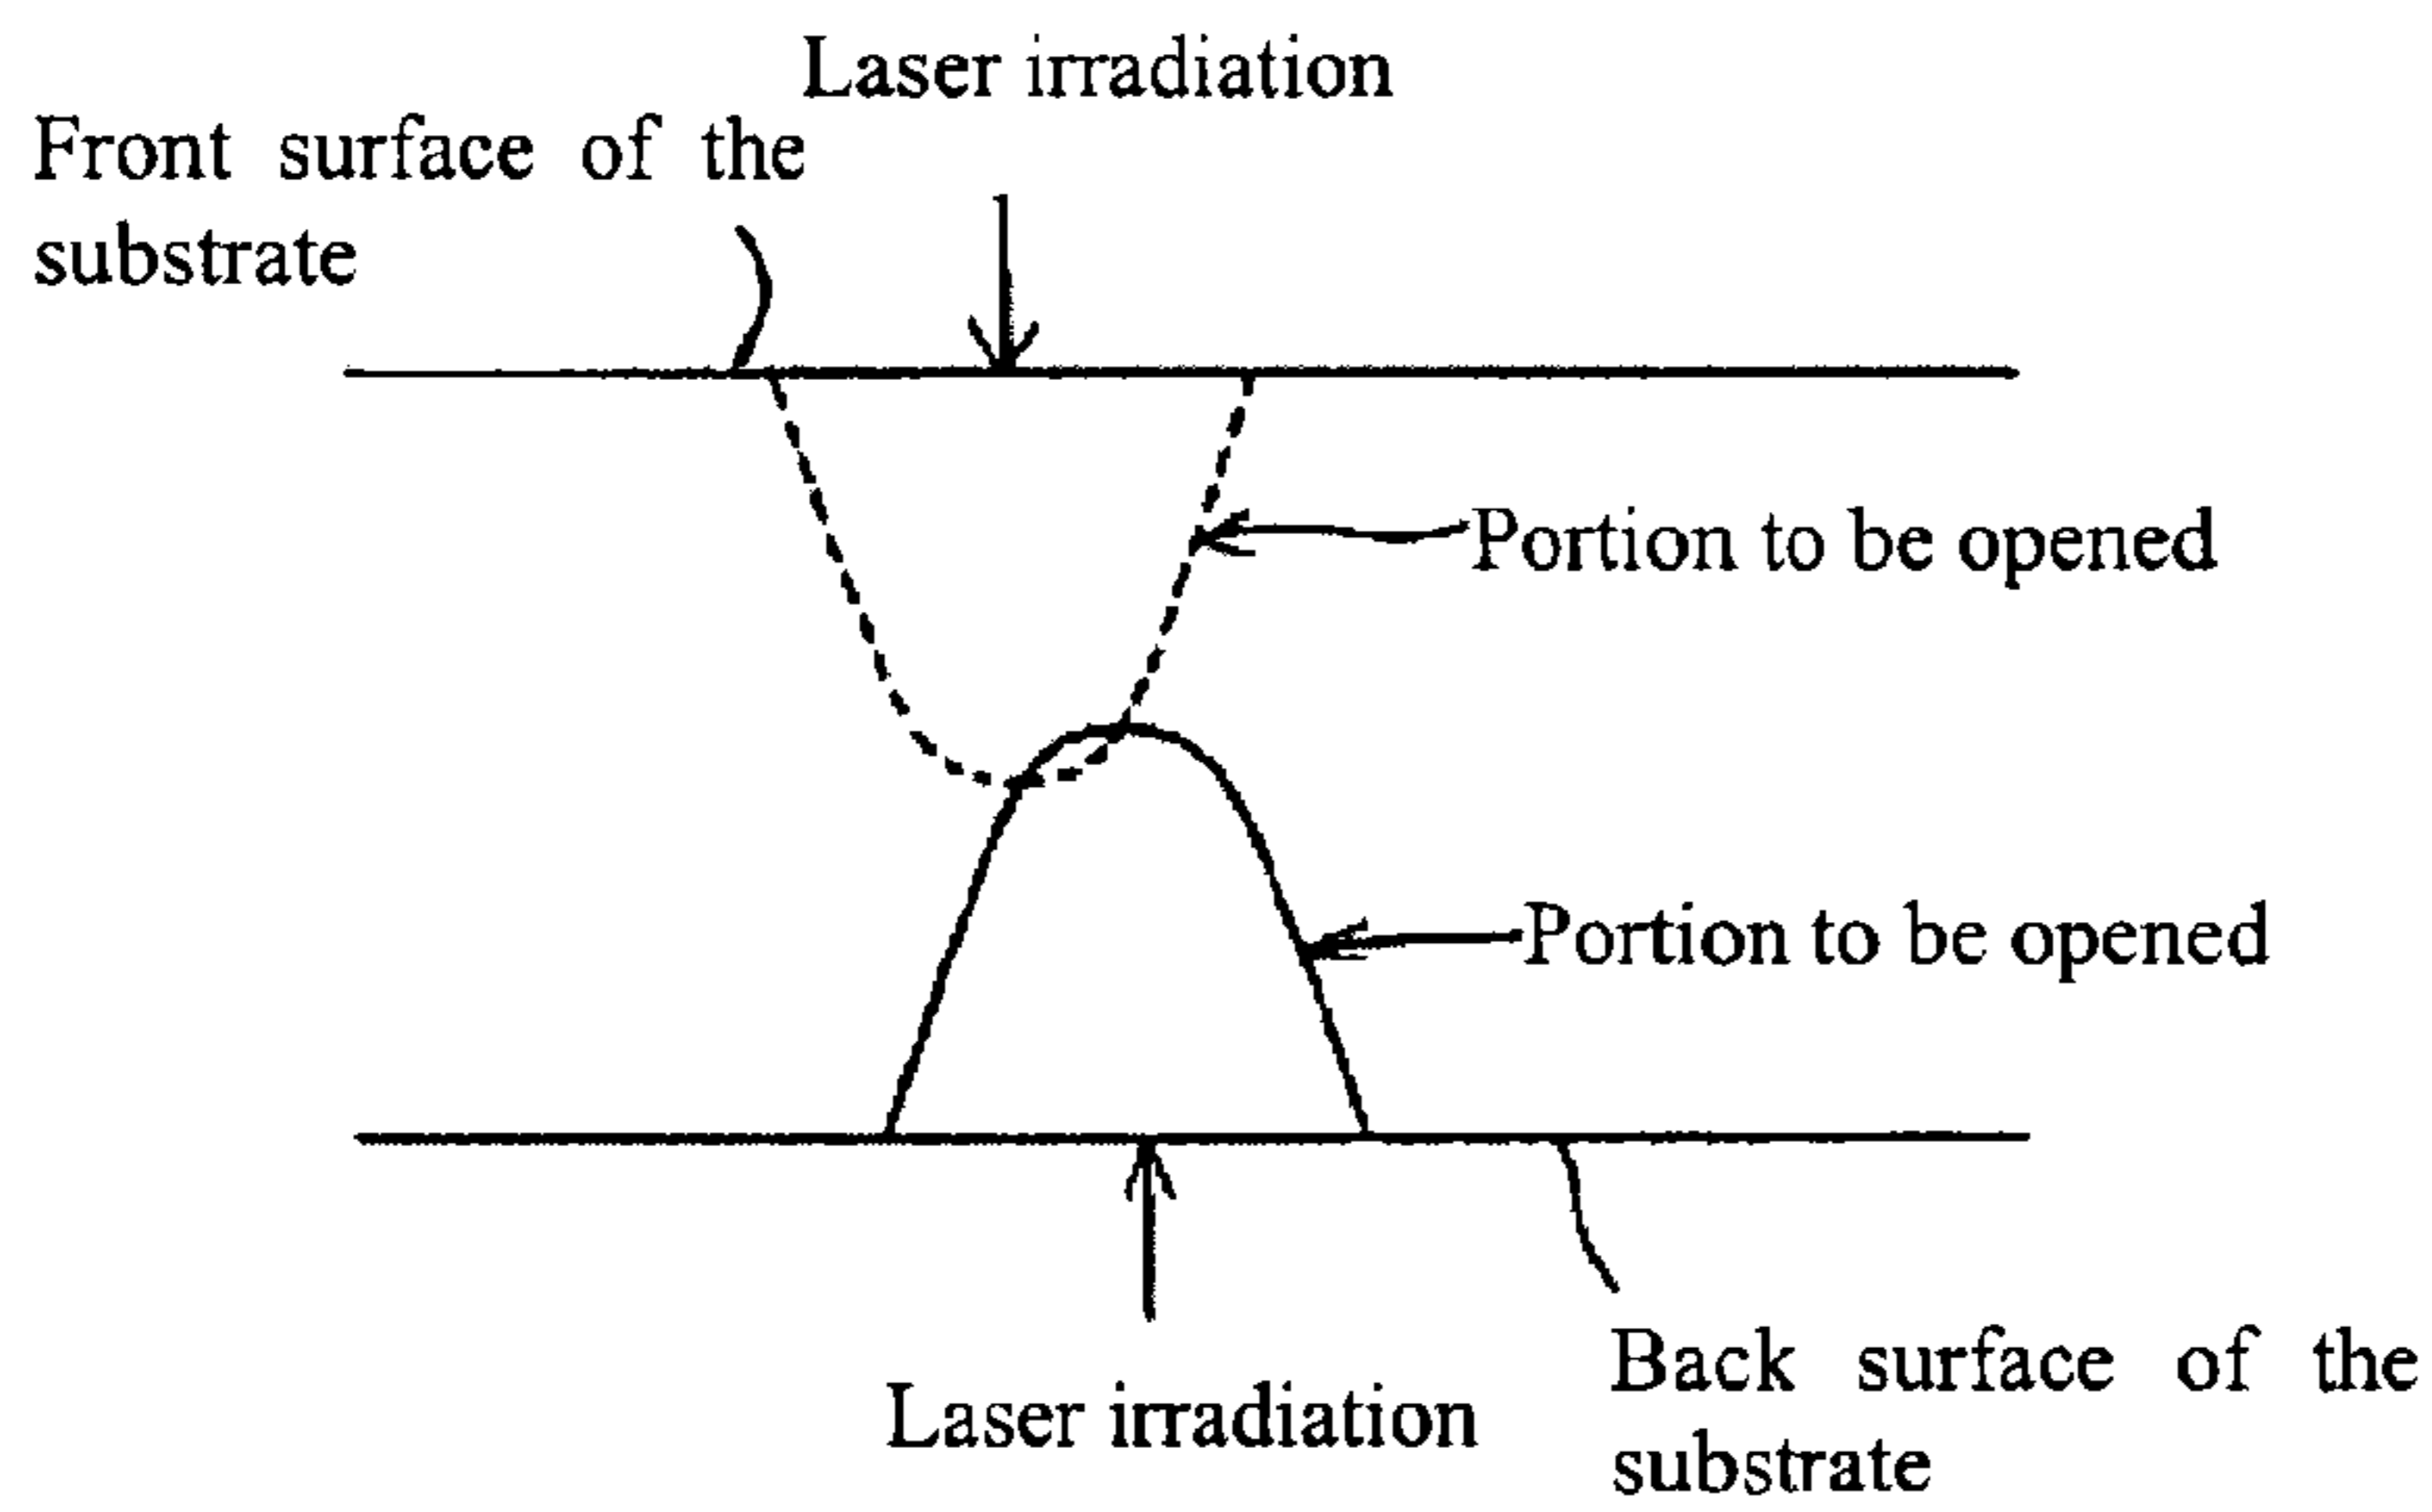 Laser irradiation
Front surface of the
substrate
Portion to be opened
Portion to be opened
Laser irradiation
Back surface of the
substrate